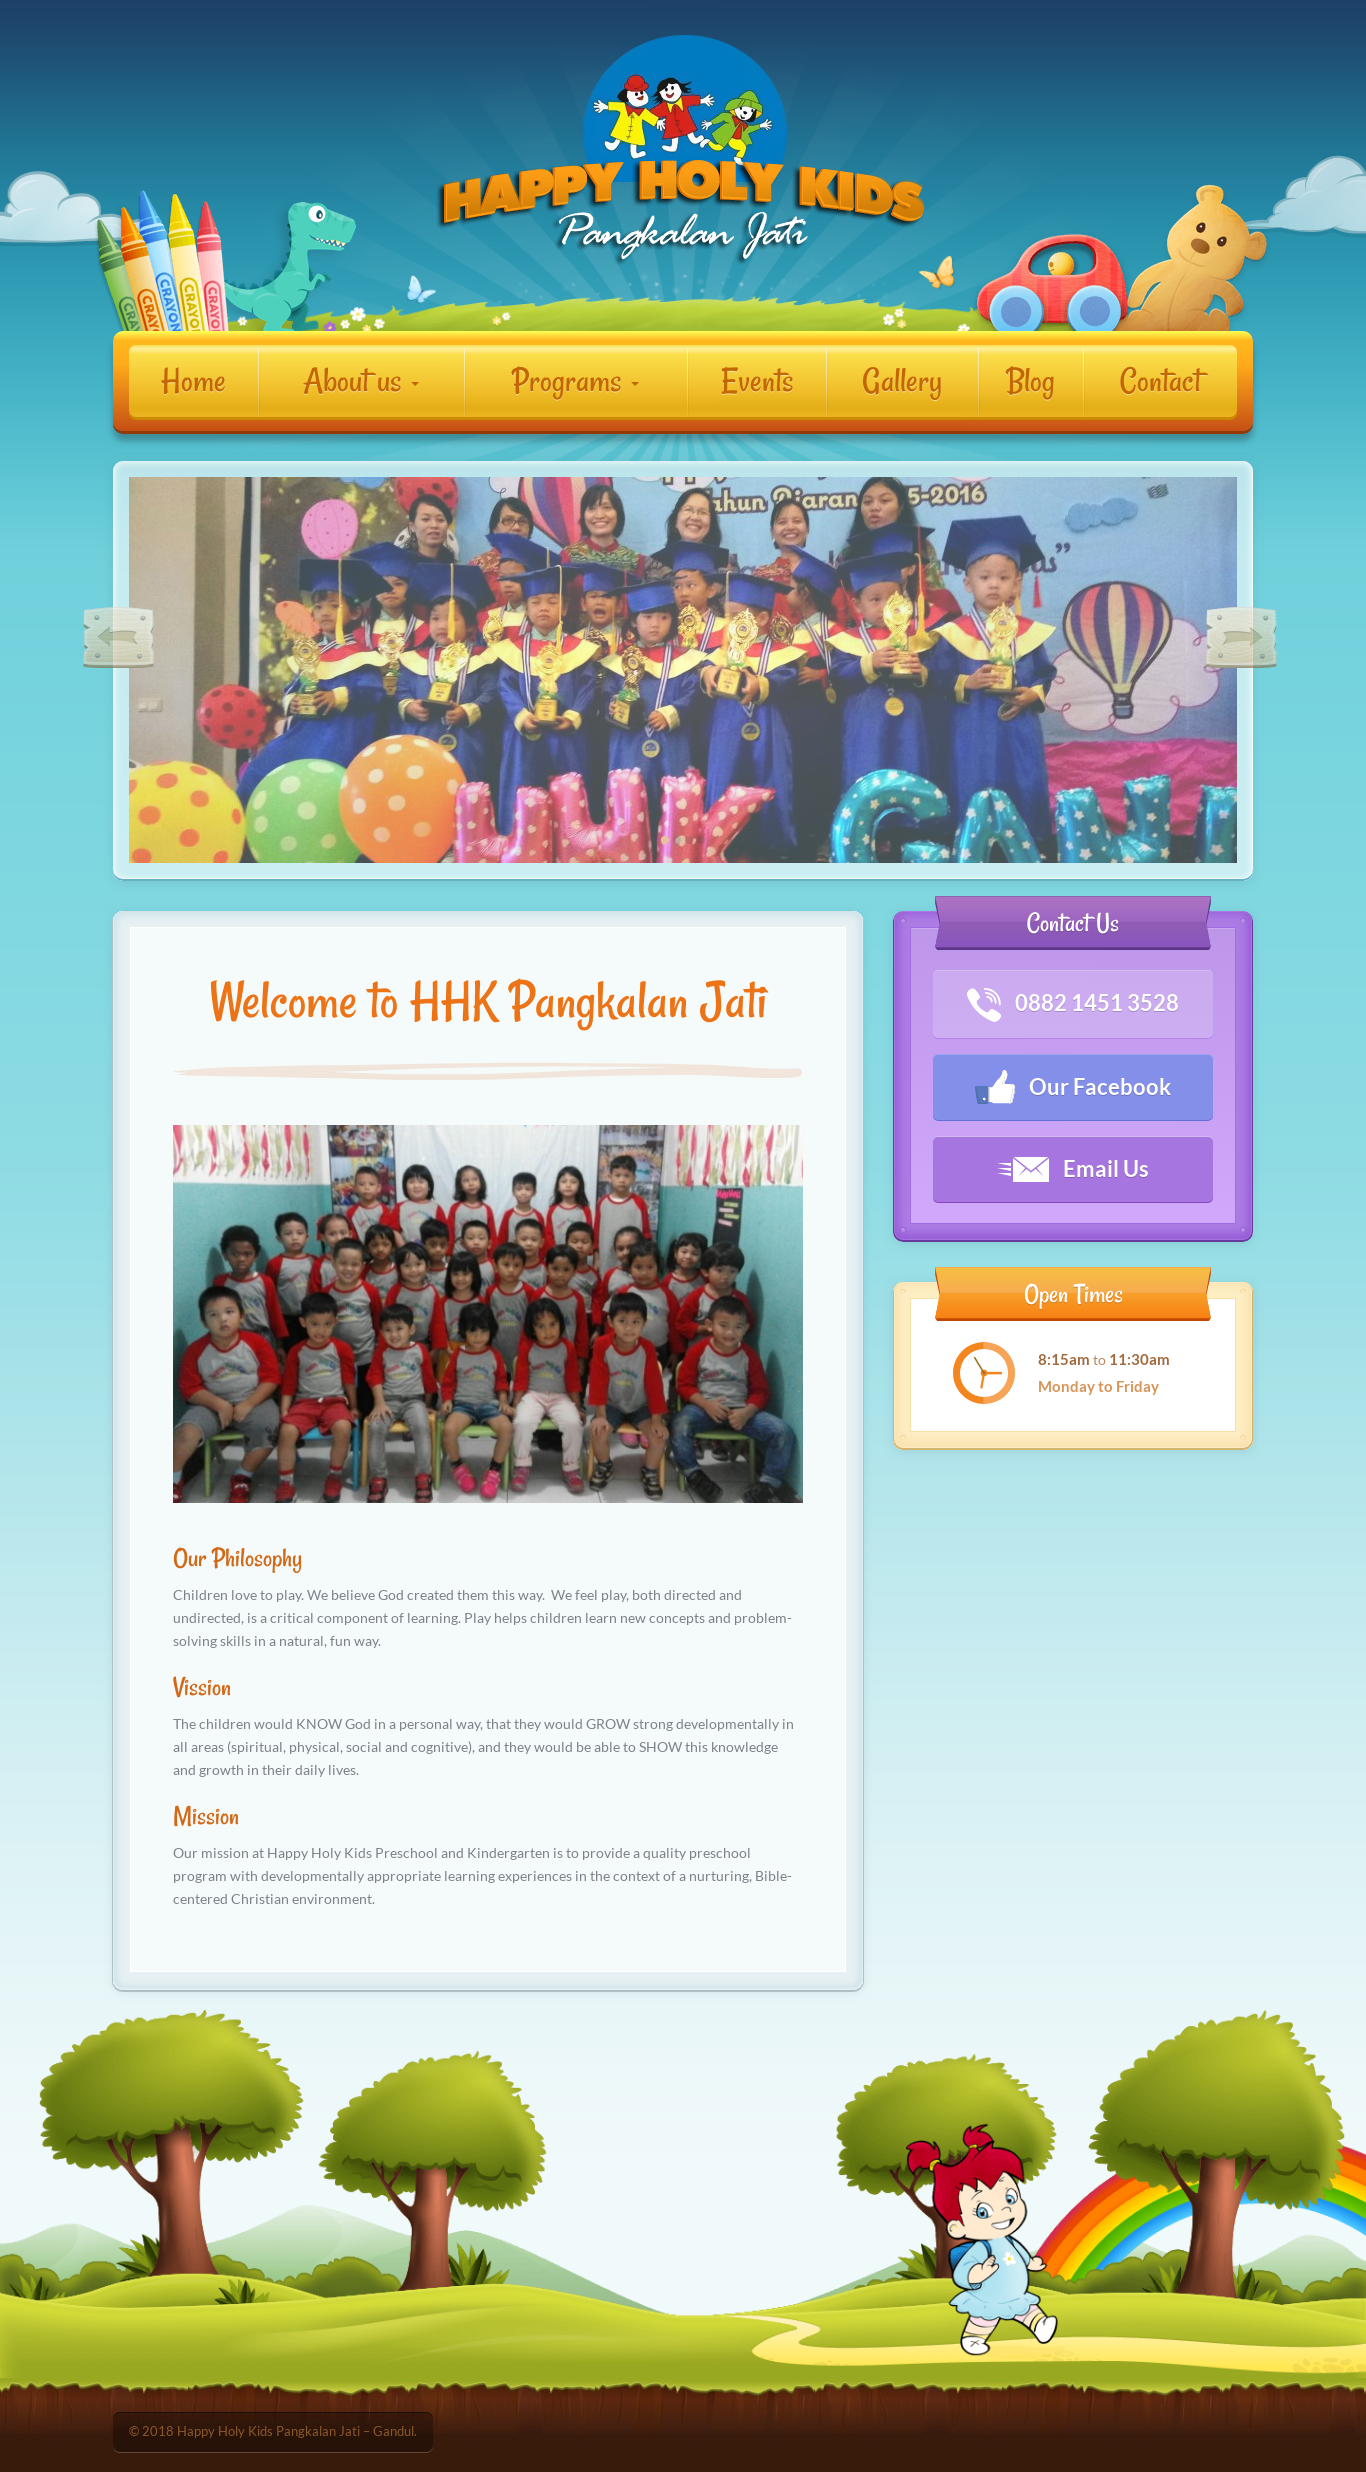 HAPPY HOLY KIDS
Pangkalan Jati
CRAYON
CRAYON
CRAYON
Home About us Programs Events Gallery Blog Contact
Tahun
5-2016
HHK GAN
Welcome to HHK Pangkalan Jati
Contact Us
0882 1451 3528
Our Facebook
Email Us
Open Times
8:15am to 11:30am
Monday to Friday
Our Philosophy
Children love to play. We believe God created them this way.  We feel play, both directed and
undirected, is a critical component of learning. Play helps children learn new concepts and problem-
solving skills in a natural, fun way.
Vission
The children would KNOW God in a personal way, that they would GROW strong developmentally in
all areas (spiritual, physical, social and cognitive), and they would be able to SHOW this knowledge
and growth in their daily lives.
Mission
Our mission at Happy Holy Kids Preschool and Kindergarten is to provide a quality preschool
program with developmentally appropriate learning experiences in the context of a nurturing, Bible-
centered Christian environment.
© 2018 Happy Holy Kids Pangkalan Jati – Gandul.